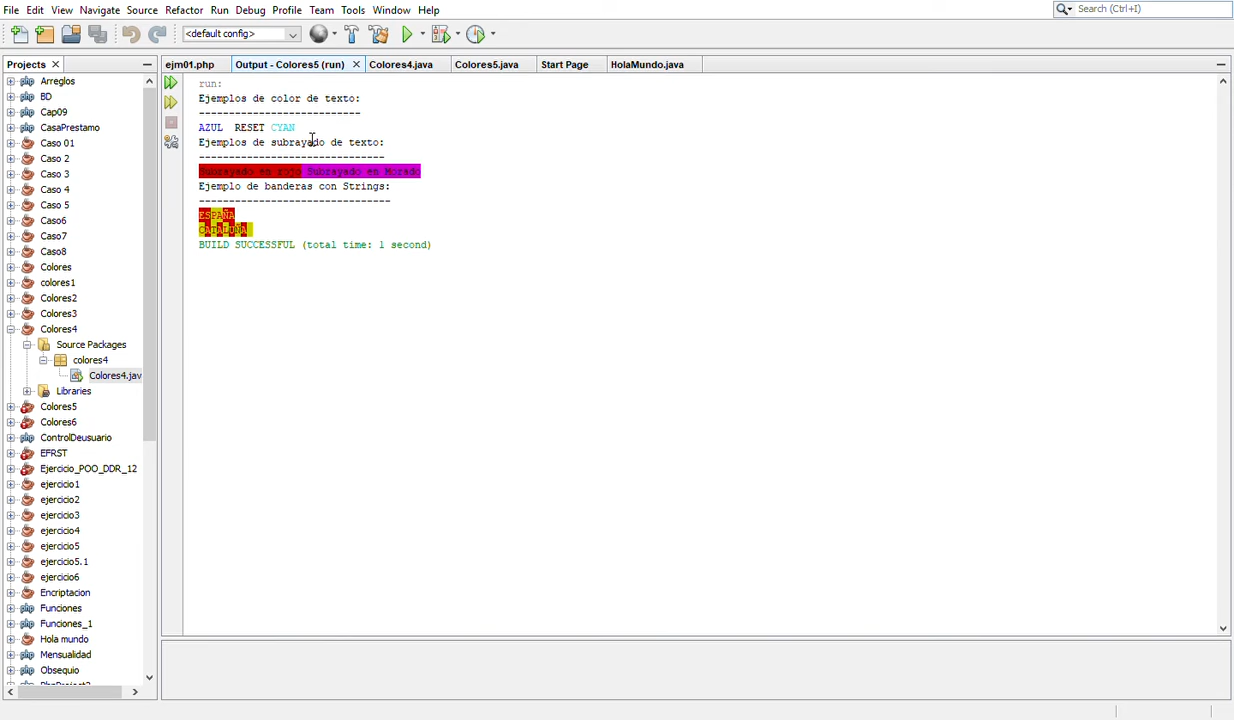 File Edit View Navigate Source Refactor Run Debug Profile Team Tools Window Help
Search (Ctrl+I)
<default config>
Projects
ejm01.php
Output - Colores5 (run)
Colores4.java
Colores5.java
Start Page
HolaMundo.java
Arreglos
BD
Cap09
CasaPrestamo
Caso 01
Caso 2
Caso 3
Caso 4
Caso 5
Caso6
Caso7
Caso8
Colores
colores1
Colores2
Colores3
Colores4
Source Packages
colores4
Colores4.jav
Libraries
Colores5
Colores6
ControlDeusuario
EFRST
Ejercicio_POO_DDR_12
ejercicio1
ejercicio2
ejercicio3
ejercicio4
ejercicio5
ejercicio5.1
ejercicio6
Encriptacion
Funciones
Funciones_1
Hola mundo
Mensualidad
Obsequio
run:
Ejemplos de color de texto:
---------------------------
AZUL RESET CYAN
Ejemplos de subrayado de texto:
-------------------------------
Subrayado en rojo Subrayado en Morado
Ejemplo de banderas con Strings:
--------------------------------
ESPAÑA
CATALUÑA
BUILD SUCCESSFUL (total time: 1 second)